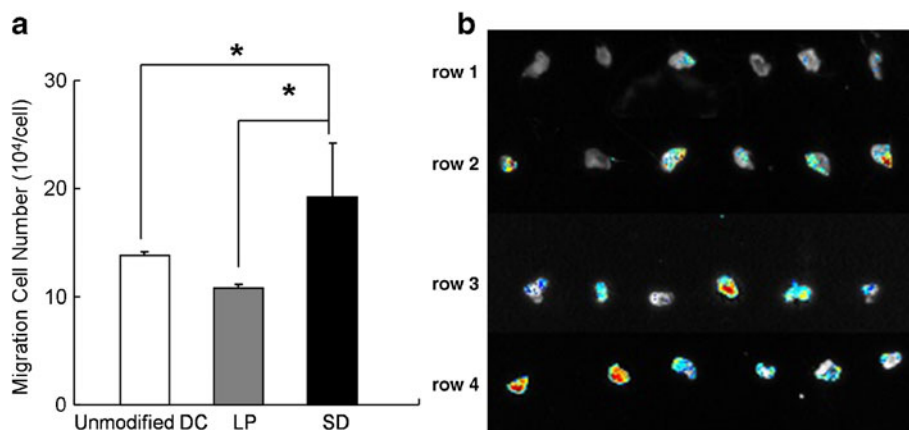 a
*
*
30
20
10
0
Migration Cell Number (10⁴/cell)
Unmodified DC LP SD
b
row 1
row 2
row 3
row 4